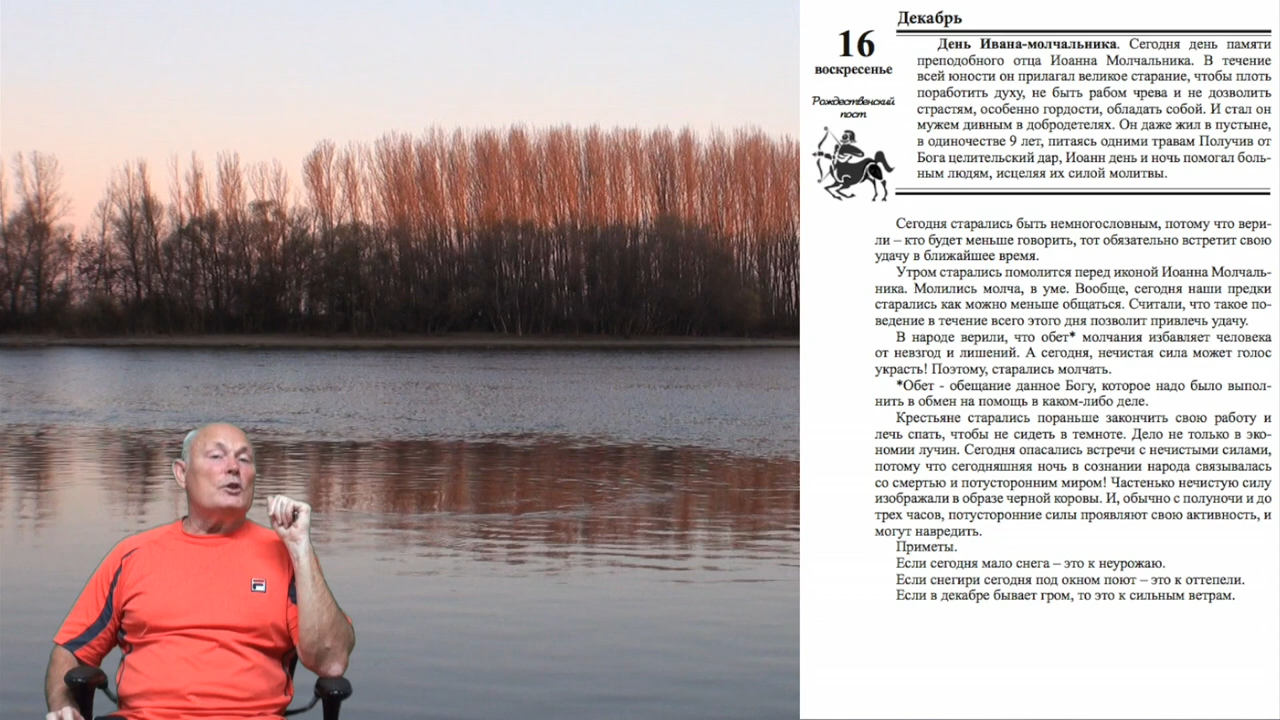 Декабрь
16
воскресенье
Рождественский
пост
День Ивана-молчальника. Сегодня день памяти
преподобного отца Иоанна Молчальника. В течение
всей юности он прилагал великое старание, чтобы плоть
поработить духу, не быть рабом чрева и не дозволить
страстям, особенно гордости, обладать собой. И стал он
мужем дивным в добродетелях. Он даже жил в пустыне,
в одиночестве 9 лет, питаясь одними травам Получив от
Бога целительский дар, Иоанн день и ночь помогал боль-
ным людям, исцеляя их силой молитвы.
Сегодня старались быть немногословным, потому что вери-
ли – кто будет меньше говорить, тот обязательно встретит свою
удачу в ближайшее время.
Утром старались помолится перед иконой Иоанна Молчаль-
ника. Молились молча, в уме. Вообще, сегодня наши предки
старались как можно меньше общаться. Считали, что такое по-
ведение в течение всего этого дня позволит привлечь удачу.
В народе верили, что обет* молчания избавляет человека
от невзгод и лишений. А сегодня, нечистая сила может голос
украсть! Поэтому, старались молчать.
*Обет - обещание данное Богу, которое надо было выпол-
нить в обмен на помощь в каком-либо деле.
Крестьяне старались пораньше закончить свою работу и
лечь спать, чтобы не сидеть в темноте. Дело не только в эко-
номии лучин. Сегодня опасались встречи с нечистыми силами,
потому что сегодняшняя ночь в сознании народа связывалась
со смертью и потусторонним миром! Частенько нечистую силу
изображали в образе черной коровы. И, обычно с полуночи и до
трех часов, потусторонние силы проявляют свою активность, и
могут навредить.
Приметы.
Если сегодня мало снега – это к неурожаю.
Если снегири сегодня под окном поют – это к оттепели.
Если в декабре бывает гром, то это к сильным ветрам.